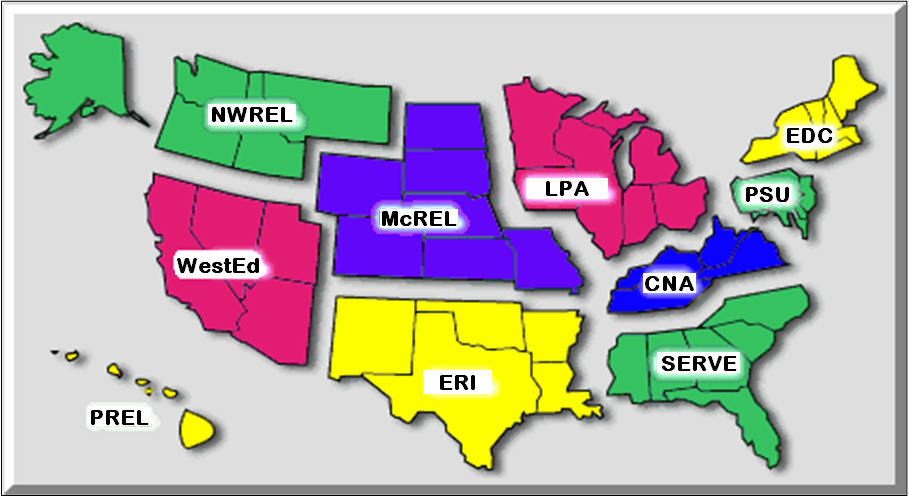 NWREL
EDC
LPA
PSU
McREL
WestEd
CNA
SERVE
ERI
PREL